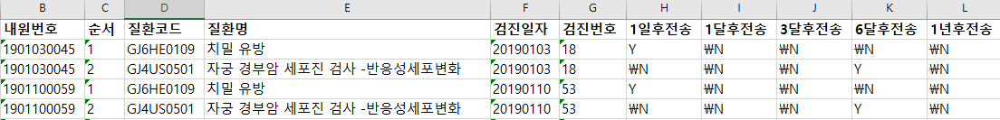 B C D E F G H I J K L
내원번호 순서 질환코드 질환명 검진일자 검진번호 1일후전송 1달후전송 3달후전송 6달후전송 1년후전송
1901030045 1 GJ6HE0109 치밀 유방 20190103 18 Y ₩N ₩N ₩N ₩N
1901030045 2 GJ4US0501 자궁 경부암 세포진 검사 -반응성세포변화 20190103 18 ₩N ₩N ₩N Y ₩N
1901100059 1 GJ6HE0109 치밀 유방 20190110 53 Y ₩N ₩N ₩N ₩N
1901100059 2 GJ4US0501 자궁 경부암 세포진 검사 -반응성세포변화 20190110 53 ₩N ₩N ₩N Y ₩N